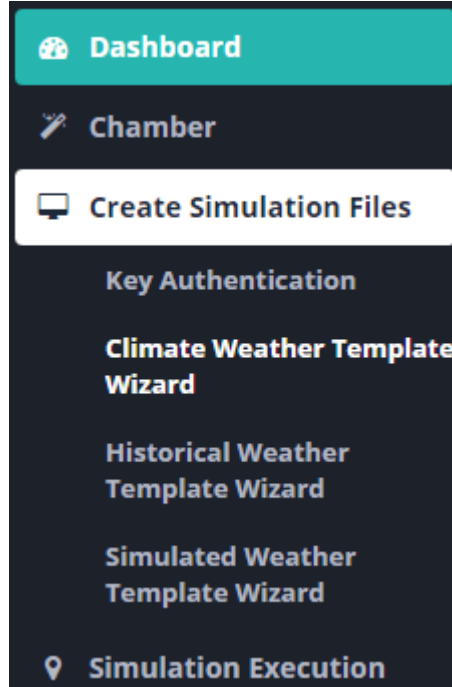 Dashboard
Chamber
Create Simulation Files
Key Authentication
Climate Weather Template
Wizard
Historical Weather
Template Wizard
Simulated Weather
Template Wizard
Simulation Execution